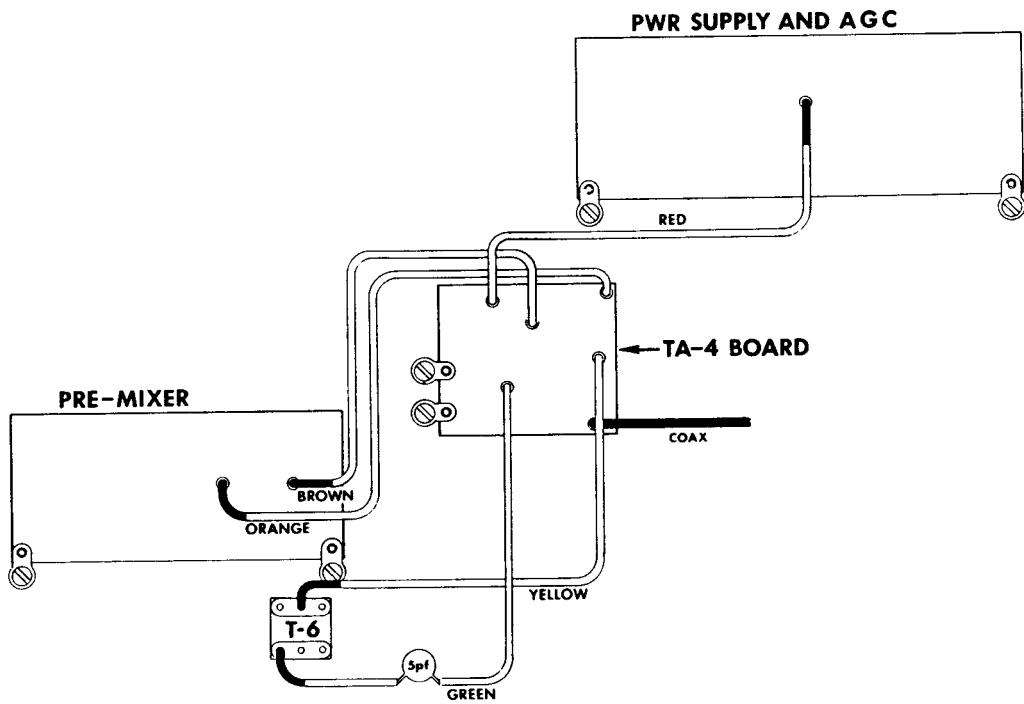 PWR SUPPLY AND AGC
RED
TA-4 BOARD
PRE-MIXER
COAX
BROWN
ORANGE
YELLOW
T-6
5pf
GREEN